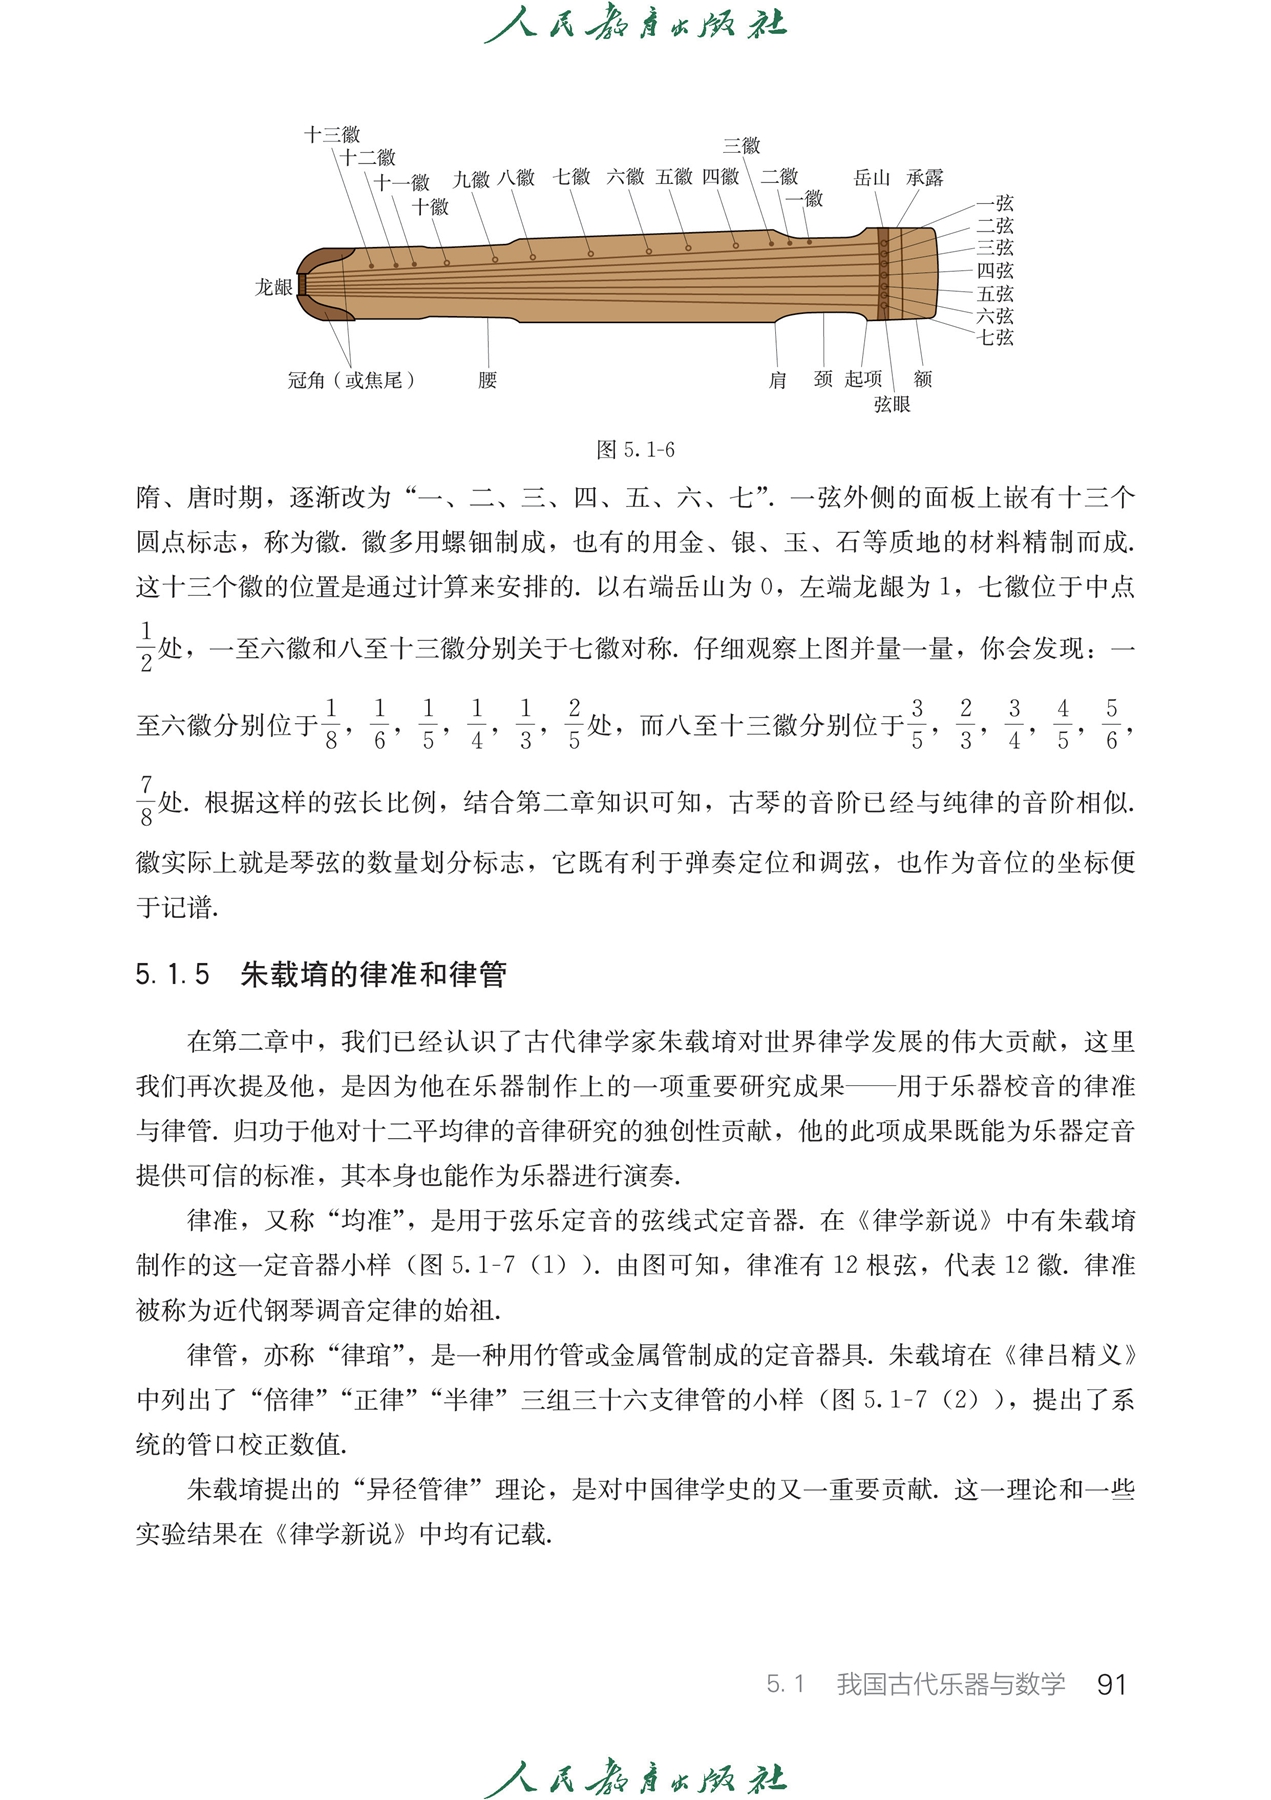 人民教育出版社
十三徽
十二徽
十一徽
十徽
九徽 八徽 七徽 六徽 五徽 四徽
三徽
二徽
一徽
岳山 承露
一弦
二弦
三弦
四弦
五弦
六弦
七弦
龙龈
冠角（或焦尾）
腰
肩
颈 起项 额
弦眼
图 5.1-6
隋、唐时期，逐渐改为“一、二、三、四、五、六、七”. 一弦外侧的面板上嵌有十三个
圆点标志，称为徽. 徽多用螺钿制成，也有的用金、银、玉、石等质地的材料精制而成.
这十三个徽的位置是通过计算来安排的. 以右端岳山为 0，左端龙龈为 1，七徽位于中点
1/2处，一至六徽和八至十三徽分别关于七徽对称. 仔细观察上图并量一量，你会发现：一
至六徽分别位于1/8，1/6，1/5，1/4，1/3，2/5处，而八至十三徽分别位于3/5，2/3，3/4，4/5，5/6，
7/8处. 根据这样的弦长比例，结合第二章知识可知，古琴的音阶已经与纯律的音阶相似.
徽实际上就是琴弦的数量划分标志，它既有利于弹奏定位和调弦，也作为音位的坐标便
于记谱.
5.1.5 朱载堉的律准和律管
在第二章中，我们已经认识了古代律学家朱载堉对世界律学发展的伟大贡献，这里
我们再次提及他，是因为他在乐器制作上的一项重要研究成果——用于乐器校音的律准
与律管. 归功于他对十二平均律的音律研究的独创性贡献，他的此项成果既能为乐器定音
提供可信的标准，其本身也能作为乐器进行演奏.
律准，又称“均准”，是用于弦乐定音的弦线式定音器. 在《律学新说》中有朱载堉
制作的这一定音器小样（图 5.1-7（1））. 由图可知，律准有 12 根弦，代表 12 徽. 律准
被称为近代钢琴调音定律的始祖.
律管，亦称“律琯”，是一种用竹管或金属管制成的定音器具. 朱载堉在《律吕精义》
中列出了“倍律”“正律”“半律”三组三十六支律管的小样（图 5.1-7（2）），提出了系
统的管口校正数值.
朱载堉提出的“异径管律”理论，是对中国律学史的又一重要贡献. 这一理论和一些
实验结果在《律学新说》中均有记载.
5.1 我国古代乐器与数学 91
人民教育出版社